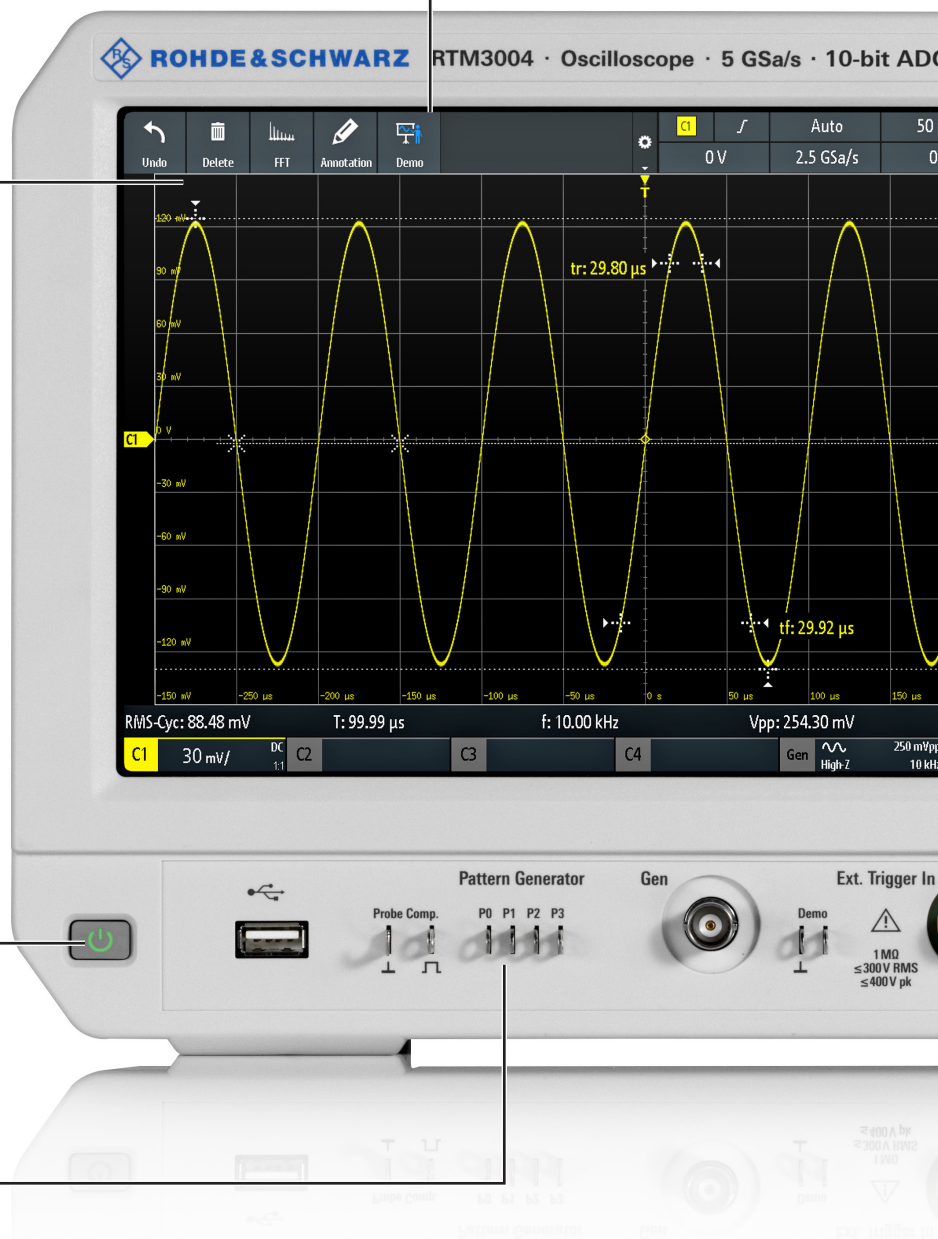 ROHDE & SCHWARZ RTM3004 · Oscilloscope · 5 GSa/s · 10-bit ADC
Undo Delete FFT Annotation Demo
C1 Auto 50
0 V 2.5 GSa/s 0
T
120 mV
90 mV
tr: 29.80 µs
60 mV
30 mV
C1 0 V
-30 mV
-60 mV
-90 mV
-120 mV
tf: 29.92 µs
-150 mV -250 µs -200 µs -150 µs -100 µs -50 µs 0 s 50 µs 100 µs 150 µs
RMS-Cyc: 88.48 mV T: 99.99 µs f: 10.00 kHz Vpp: 254.30 mV
C1 30 mV/ DC 1:1 C2 C3 C4 Gen High-Z 250 mVpp 10 kHz
Pattern Generator Gen Ext. Trigger In
Probe Comp. P0 P1 P2 P3 Demo
1 MΩ
≤300 V RMS
≤400 V pk